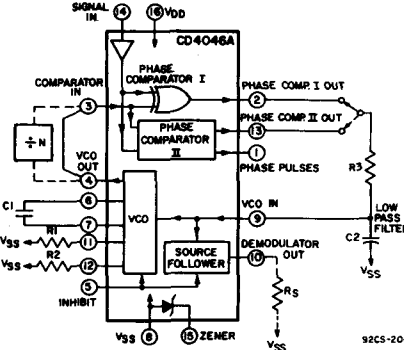 SIGNAL IN
14
16 VDD
CD4046A
PHASE COMPARATOR I
COMPARATOR IN
3
2 PHASE COMP. I OUT
PHASE COMP. II OUT
13
PHASE COMPARATOR II
1
PHASE PULSES
÷N
VCO OUT
4
R3
6
C1
VCO
VCO IN
9
LOW PASS FILTER
7
C2
VSS
R1
11
DEMODULATOR OUT
SOURCE FOLLOWER
10
VSS
R2
12
VSS
5
INHIBIT
RS
VSS
8
15 ZENER
VSS
92CS-20